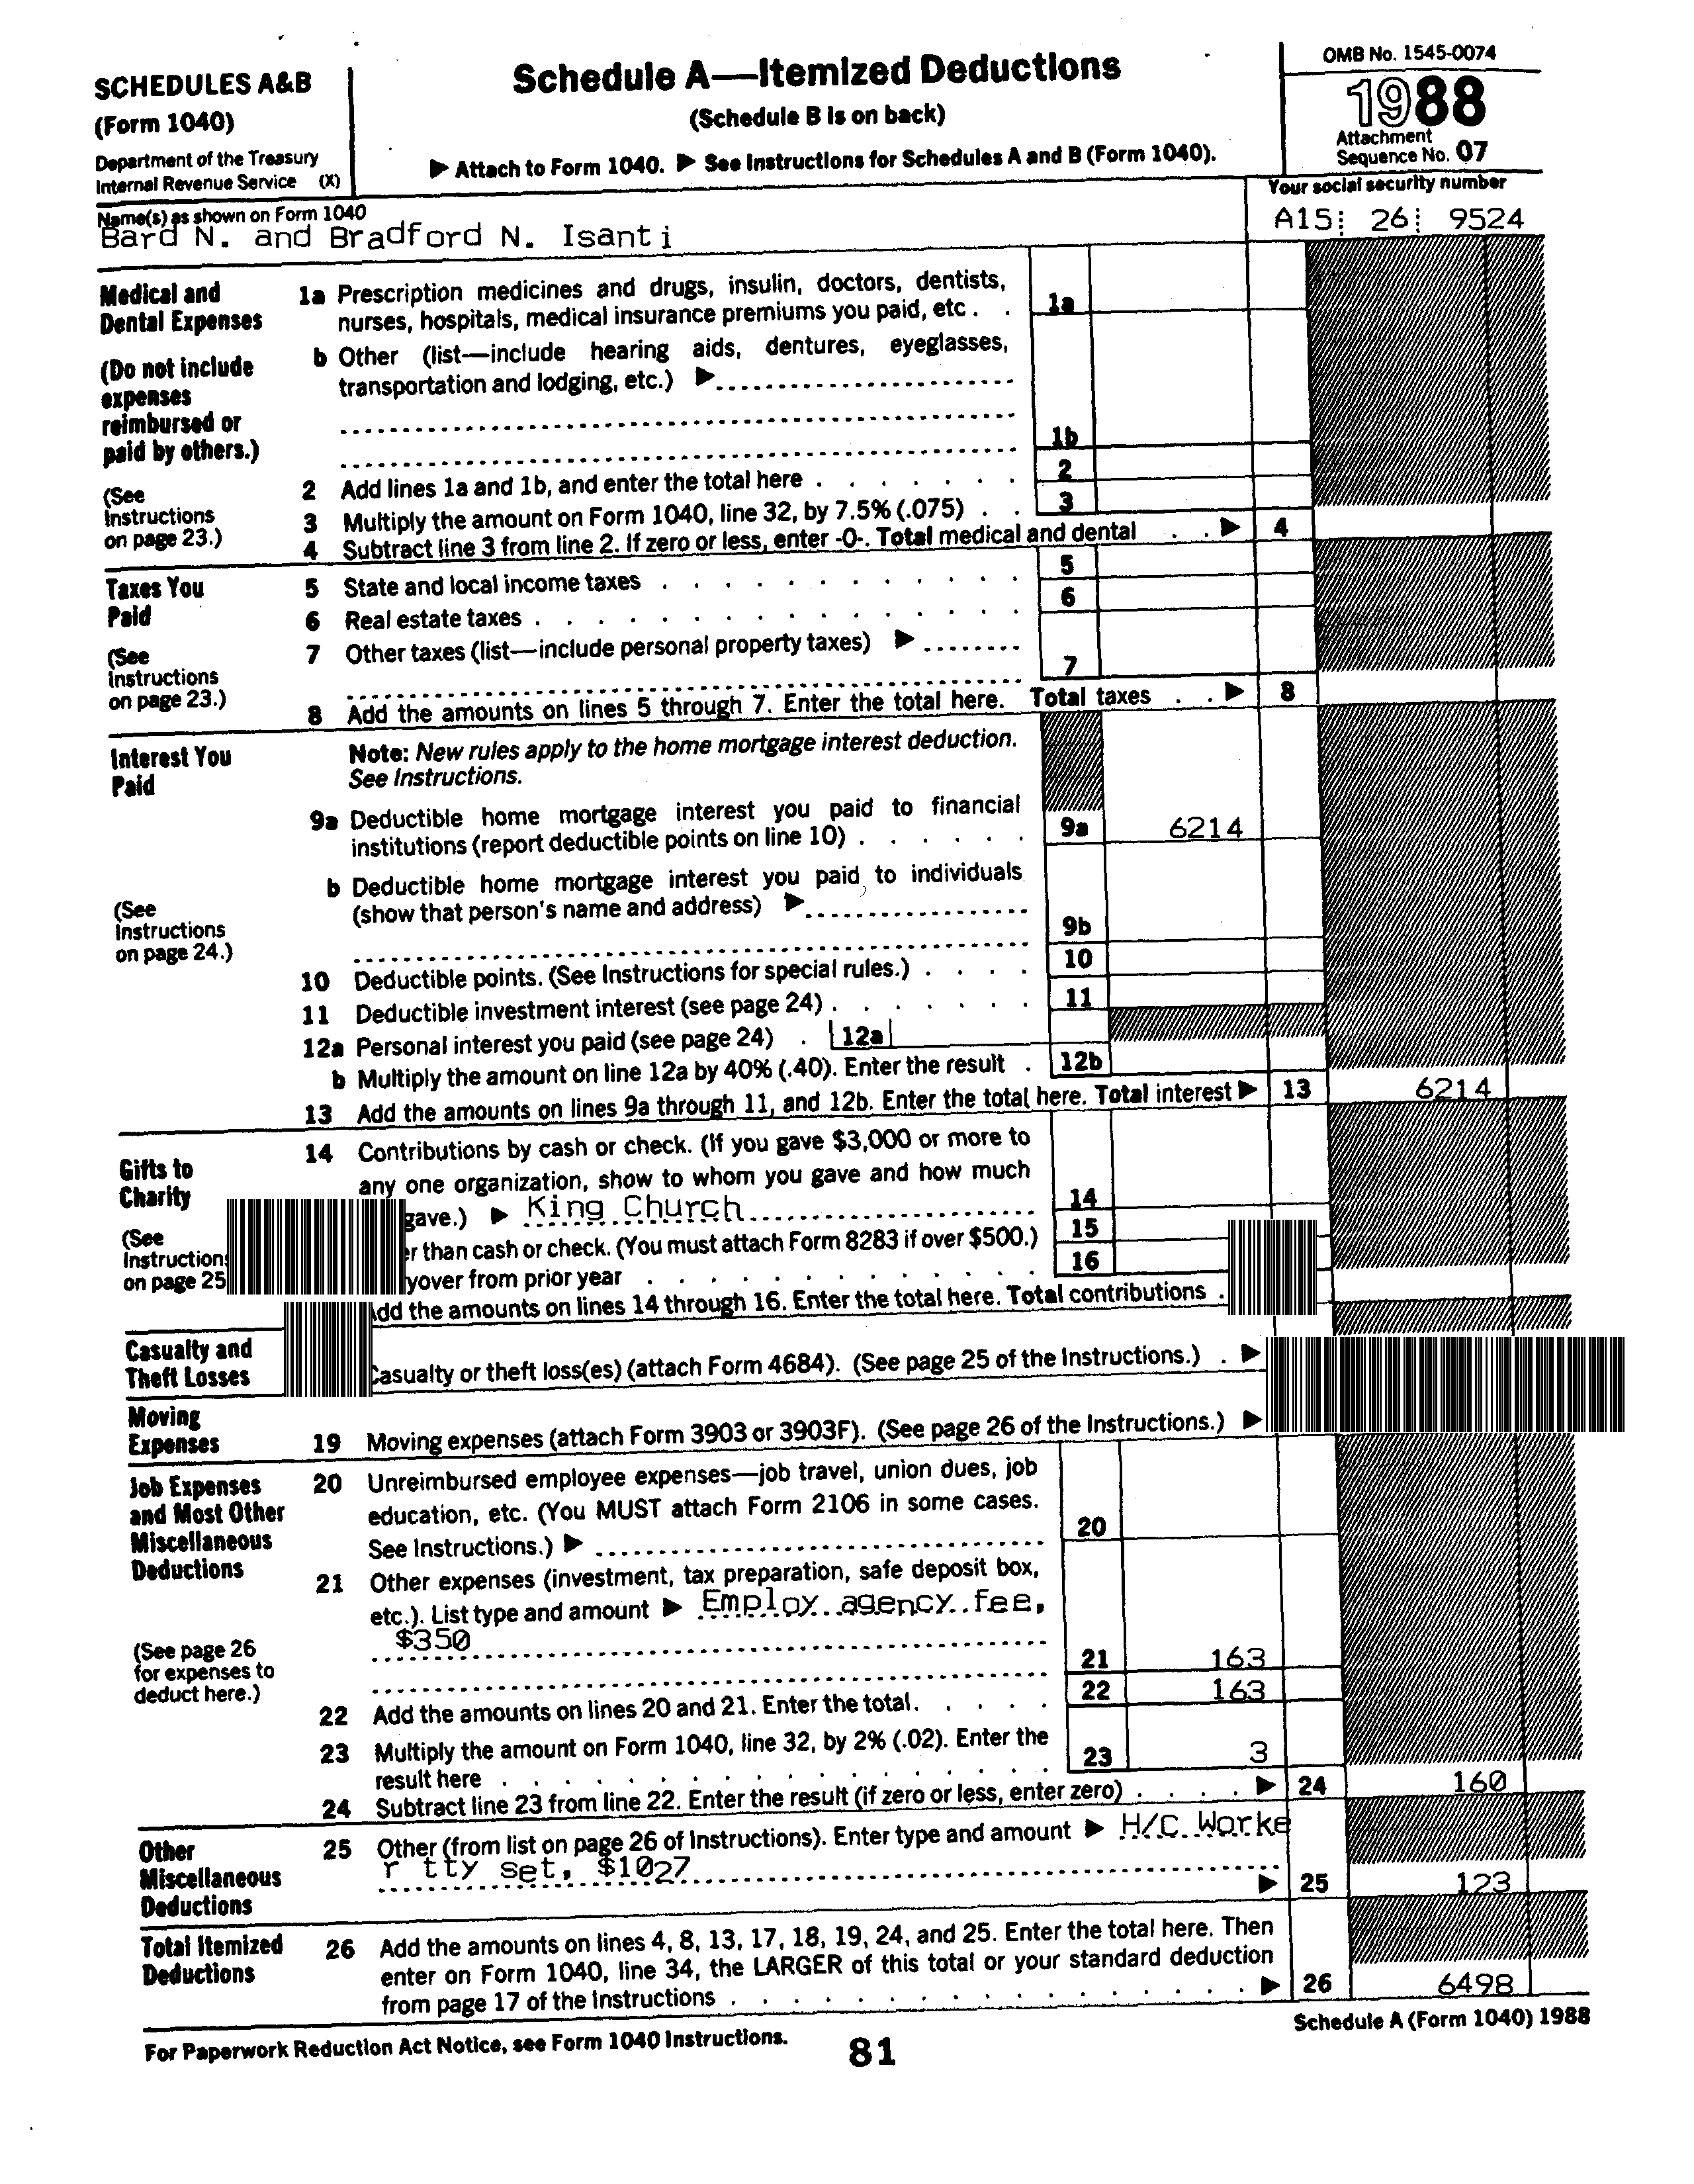 SCHEDULES A&B
(Form 1040)
Department of the Treasury
Internal Revenue Service (X)
Schedule A—Itemized Deductions
(Schedule B is on back)
▶ Attach to Form 1040. ▶ See Instructions for Schedules A and B (Form 1040).
OMB No. 1545-0074
1988
Attachment
Sequence No. 07
Name(s) as shown on Form 1040
Bard N. and Bradford N. Isanti
Your social security number
A15 26 9524
Medical and
Dental Expenses
(Do not include
expenses
reimbursed or
paid by others.)
(See
Instructions
on page 23.)
1a Prescription medicines and drugs, insulin, doctors, dentists,
nurses, hospitals, medical insurance premiums you paid, etc . . 1a
b Other (list—include hearing aids, dentures, eyeglasses,
transportation and lodging, etc.) ▶
1b
2 Add lines 1a and 1b, and enter the total here . . . . . . . 2
3 Multiply the amount on Form 1040, line 32, by 7.5% (.075) . . 3
4 Subtract line 3 from line 2. If zero or less, enter -0-. Total medical and dental . . ▶ 4
Taxes You
Paid
(See
Instructions
on page 23.)
5 State and local income taxes . . . . . . . . . . . 5
6 Real estate taxes . . . . . . . . . . . . . . 6
7 Other taxes (list—include personal property taxes) ▶
7
8 Add the amounts on lines 5 through 7. Enter the total here. Total taxes . . ▶ 8
Interest You
Paid
(See
Instructions
on page 24.)
Note: New rules apply to the home mortgage interest deduction.
See Instructions.
9a Deductible home mortgage interest you paid to financial
institutions (report deductible points on line 10) . . . . . . 9a 6214
b Deductible home mortgage interest you paid to individuals
(show that person's name and address) ▶
9b
10 Deductible points. (See Instructions for special rules.) . . . . 10
11 Deductible investment interest (see page 24) . . . . . . . 11
12a Personal interest you paid (see page 24) . 12a
b Multiply the amount on line 12a by 40% (.40). Enter the result . 12b
13 Add the amounts on lines 9a through 11, and 12b. Enter the total here. Total interest ▶ 13 6214
Gifts to
Charity
(See
Instructions
on page 25
14 Contributions by cash or check. (If you gave $3,000 or more to
any one organization, show to whom you gave and how much
gave.) ▶ King Church 14
er than cash or check. (You must attach Form 8283 if over $500.) 15
yover from prior year . . . . . . . . . . . . 16
Add the amounts on lines 14 through 16. Enter the total here. Total contributions .
Casualty and
Theft Losses
Casualty or theft loss(es) (attach Form 4684). (See page 25 of the Instructions.) . ▶
Moving
Expenses
19 Moving expenses (attach Form 3903 or 3903F). (See page 26 of the Instructions.) ▶
Job Expenses
and Most Other
Miscellaneous
Deductions
(See page 26
for expenses to
deduct here.)
20 Unreimbursed employee expenses—job travel, union dues, job
education, etc. (You MUST attach Form 2106 in some cases.
See Instructions.) ▶ 20
21 Other expenses (investment, tax preparation, safe deposit box,
etc.). List type and amount ▶ Employ agency fee,
$350
21 163
22 Add the amounts on lines 20 and 21. Enter the total. . . . . 22 163
23 Multiply the amount on Form 1040, line 32, by 2% (.02). Enter the
result here . . . . . . . . . . . . . . . 23 3
24 Subtract line 23 from line 22. Enter the result (if zero or less, enter zero) . . . . ▶ 24 160
Other
Miscellaneous
Deductions
25 Other (from list on page 26 of Instructions). Enter type and amount ▶ H/C Worke
r tty set, $1027
▶ 25 123
Total Itemized
Deductions
26 Add the amounts on lines 4, 8, 13, 17, 18, 19, 24, and 25. Enter the total here. Then
enter on Form 1040, line 34, the LARGER of this total or your standard deduction
from page 17 of the Instructions . . . . . . . . . . . . . . . ▶ 26 6498
For Paperwork Reduction Act Notice, see Form 1040 Instructions.
81
Schedule A (Form 1040) 1988